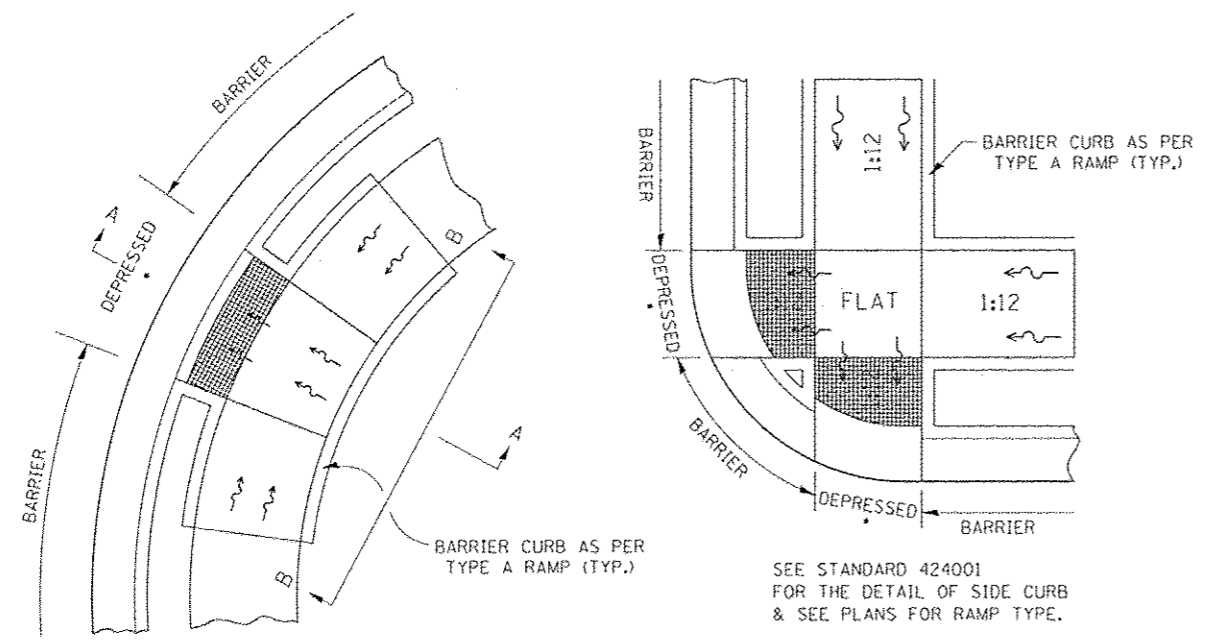 BARRIER
A
DEPRESSED
BARRIER
B
A
B
BARRIER CURB AS PER
TYPE A RAMP (TYP.)
BARRIER
1:12
BARRIER CURB AS PER
TYPE A RAMP (TYP.)
DEPRESSED
FLAT
1:12
BARRIER
DEPRESSED
BARRIER
SEE STANDARD 424001
FOR THE DETAIL OF SIDE CURB
& SEE PLANS FOR RAMP TYPE.